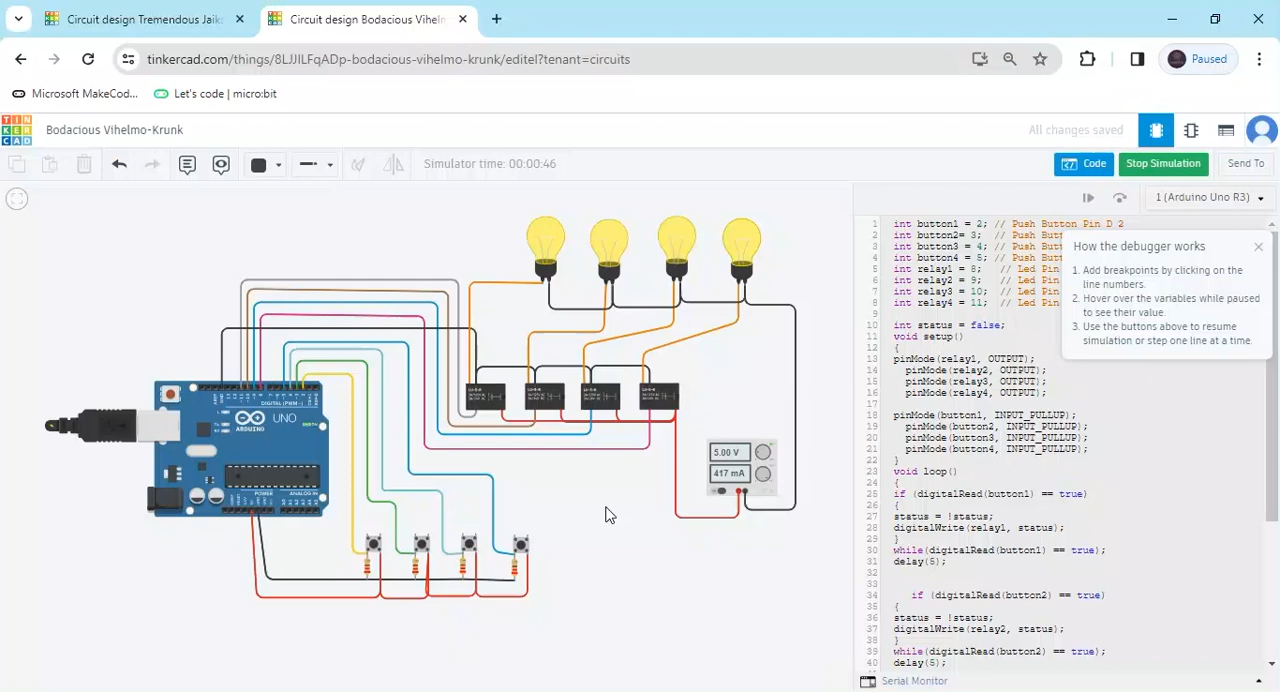 Circuit design Tremendous Jaik
Circuit design Bodacious Vihelm
tinkercad.com/things/8LJJILFqADp-bodacious-vihelmo-krunk/editel?tenant=circuits
Paused
Microsoft MakeCod...
Let's code | micro:bit
TIN
KER
CAD
Bodacious Vihelmo-Krunk
All changes saved
Simulator time: 00:00:46
Code
Stop Simulation
Send To
1 (Arduino Uno R3)
1 int button1 = 2; // Push Button Pin D 2
2 int button2= 3; // Push But
3 int button3 = 4; // Push But
4 int button4 = 5; // Push But
5 int relay1 = 8; // Led Pin
6 int relay2 = 9; // Led Pin
7 int relay3 = 10; // Led Pin
8 int relay4 = 11; // Led Pin
9
10 int status = false;
11 void setup()
12 {
13 pinMode(relay1, OUTPUT);
14 pinMode(relay2, OUTPUT);
15 pinMode(relay3, OUTPUT);
16 pinMode(relay4, OUTPUT);
17
18 pinMode(button1, INPUT_PULLUP);
19 pinMode(button2, INPUT_PULLUP);
20 pinMode(button3, INPUT_PULLUP);
21 pinMode(button4, INPUT_PULLUP);
22 }
23 void loop()
24 {
25 if (digitalRead(button1) == true)
26 {
27 status = !status;
28 digitalWrite(relay1, status);
29 }
30 while(digitalRead(button1) == true);
31 delay(5);
32
33
34 if (digitalRead(button2) == true)
35 {
36 status = !status;
37 digitalWrite(relay2, status);
38 }
39 while(digitalRead(button2) == true);
40 delay(5);
How the debugger works
1. Add breakpoints by clicking on the
line numbers.
2. Hover over the variables while paused
to see their value.
3. Use the buttons above to resume
simulation or step one line at a time.
DIGITAL (PWM~)
UNO
ARDUINO
POWER
ANALOG IN
5.00 V
417 mA
Serial Monitor